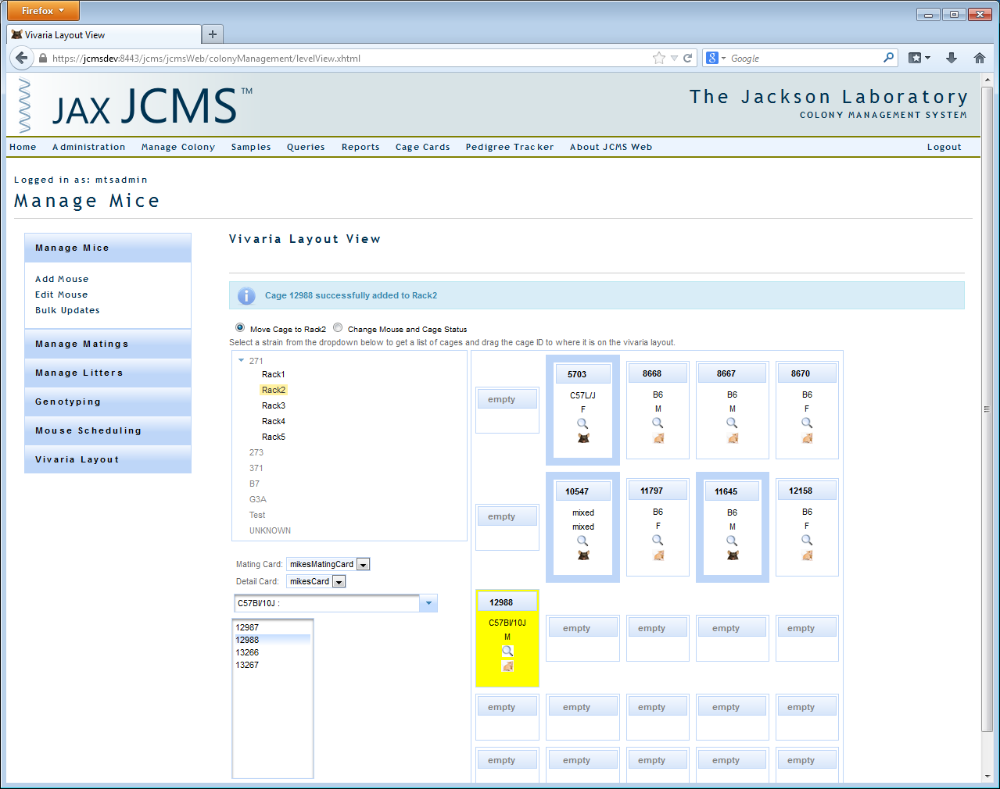 Firefox
Vivaria Layout View
https://jcmsdev:8443/jcms/jcmsWeb/colonyManagement/levelView.xhtml
Google
JAX JCMS™
The Jackson Laboratory
COLONY MANAGEMENT SYSTEM
Home Administration Manage Colony Samples Queries Reports Cage Cards Pedigree Tracker About JCMS Web Logout
Logged in as: mtsadmin
Manage Mice
Manage Mice
Add Mouse
Edit Mouse
Bulk Updates
Manage Matings
Manage Litters
Genotyping
Mouse Scheduling
Vivaria Layout
Vivaria Layout View
Cage 12988 successfully added to Rack2
Move Cage to Rack2 Change Mouse and Cage Status
Select a strain from the dropdown below to get a list of cages and drag the cage ID to where it is on the vivaria layout.
271
Rack1
Rack2
Rack3
Rack4
Rack5
273
371
B7
G3A
Test
UNKNOWN
Mating Card: mikesMatingCard
Detail Card: mikesCard
C57Bl/10J :
12987
12988
13266
13267
empty
5703
C57L/J
F
8668
B6
M
8667
B6
M
8670
B6
F
empty
10547
mixed
mixed
11797
B6
F
11645
B6
M
12158
B6
F
12988
C57Bl/10J
M
empty empty empty empty
empty empty empty empty empty
empty empty empty empty empty